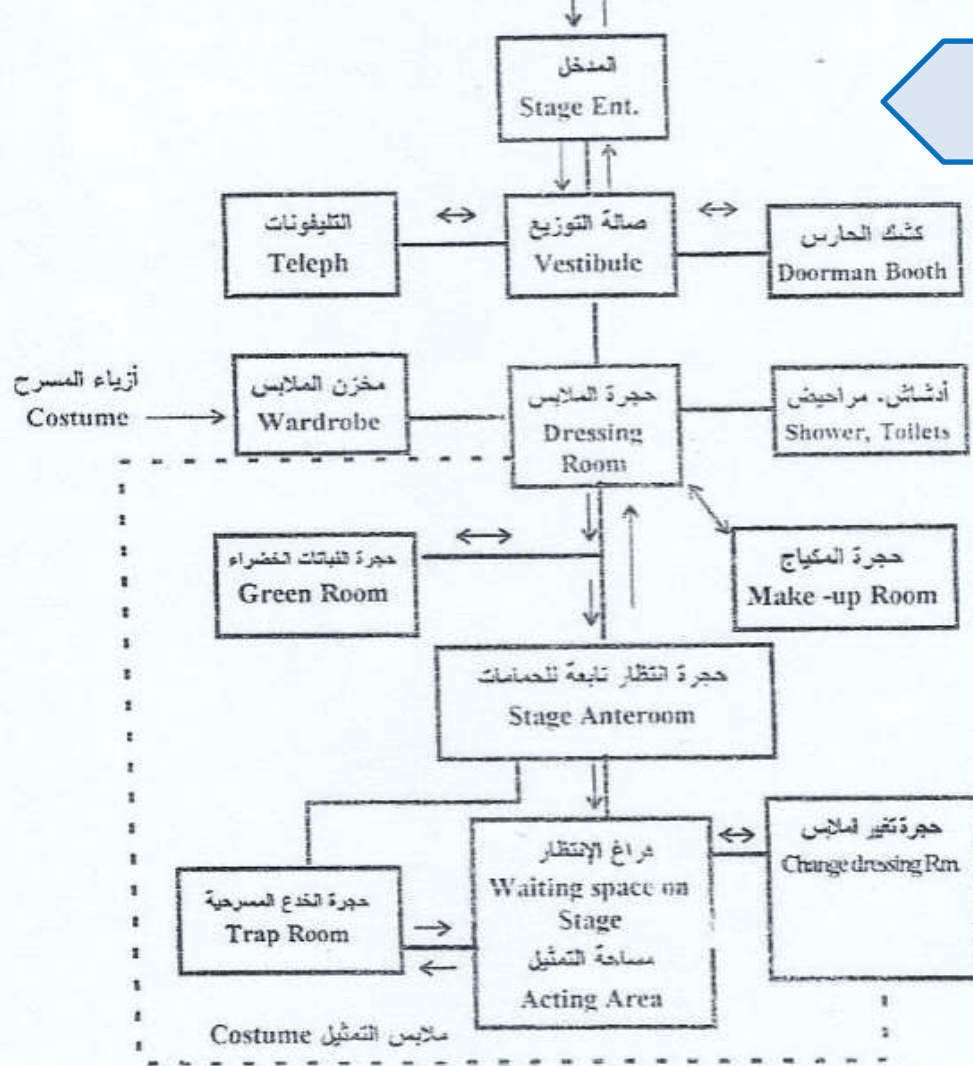 المدخل
Stage Ent.
التليفونات
Teleph
صالة التوزيع
Vestibule
كشك الحارس
Doorman Booth
أزياء المسرح
Costume
مخزن الملابس
Wardrobe
حجرة الملابس
Dressing
Room
أدشاش، مراحيض
Shower, Toilets
حجرة النباتات الخضراء
Green Room
حجرة المكياج
Make -up Room
حجرة انتظار تابعة للحمامات
Stage Anteroom
حجرة الخدع المسرحية
Trap Room
فراغ الإنتظار
Waiting space on
Stage
مساحة التمثيل
Acting Area
حجرة تغير لملابس
Change dressing Rm.
ملابس التمثيل Costume